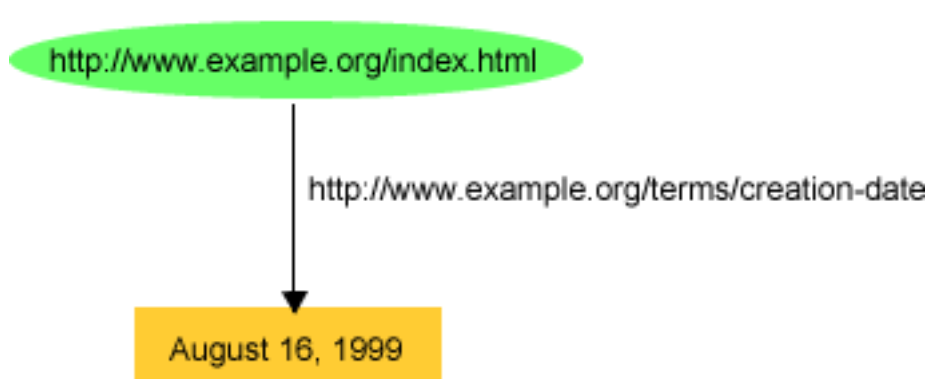 http://www.example.org/index.html
http://www.example.org/terms/creation-date
August 16, 1999